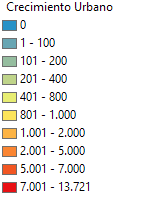 Crecimiento Urbano
0
1 - 100
101 - 200
201 - 400
401 - 800
801 - 1.000
1.001 - 2.000
2.001 - 5.000
5.001 - 7.000
7.001 - 13.721